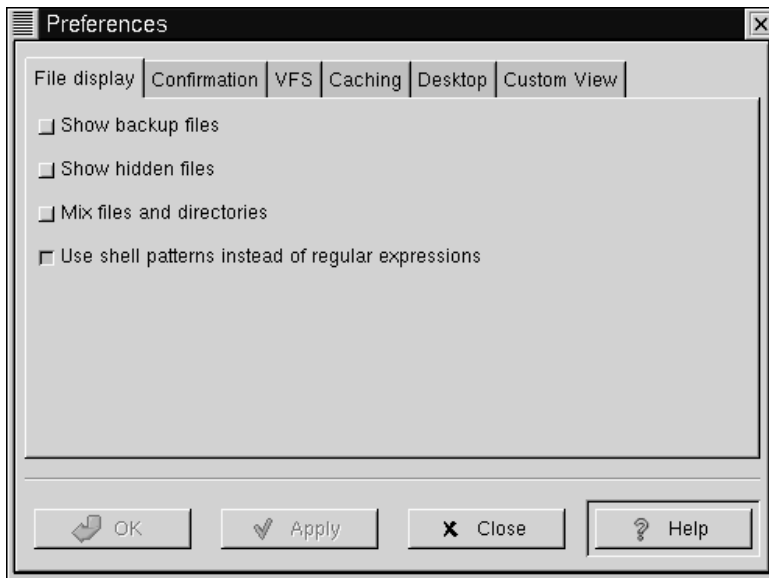 Preferences
File display Confirmation VFS Caching Desktop Custom View
Show backup files
Show hidden files
Mix files and directories
Use shell patterns instead of regular expressions
OK Apply Close Help